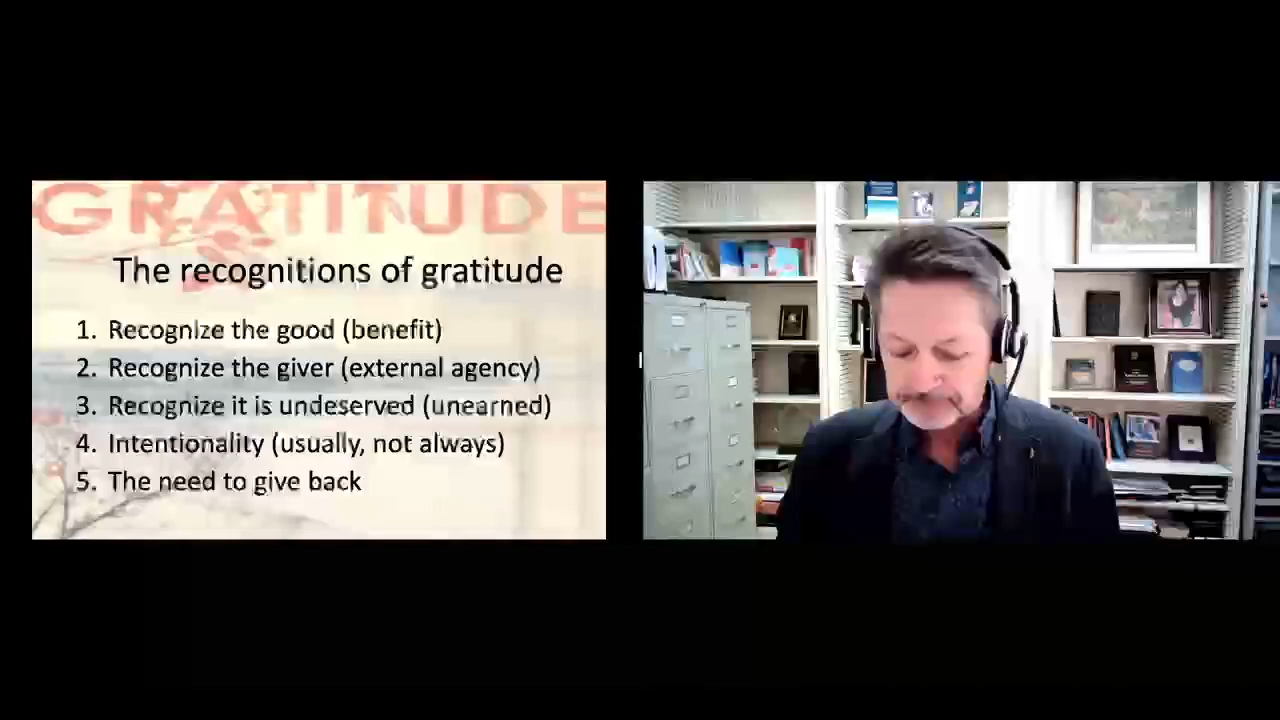 GRATITUDE
The recognitions of gratitude
1. Recognize the good (benefit)
2. Recognize the giver (external agency)
3. Recognize it is undeserved (unearned)
4. Intentionality (usually, not always)
5. The need to give back